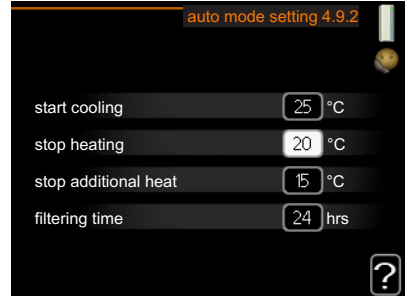 auto mode setting 4.9.2
start cooling 25 °C
stop heating 20 °C
stop additional heat 15 °C
filtering time 24 hrs
?